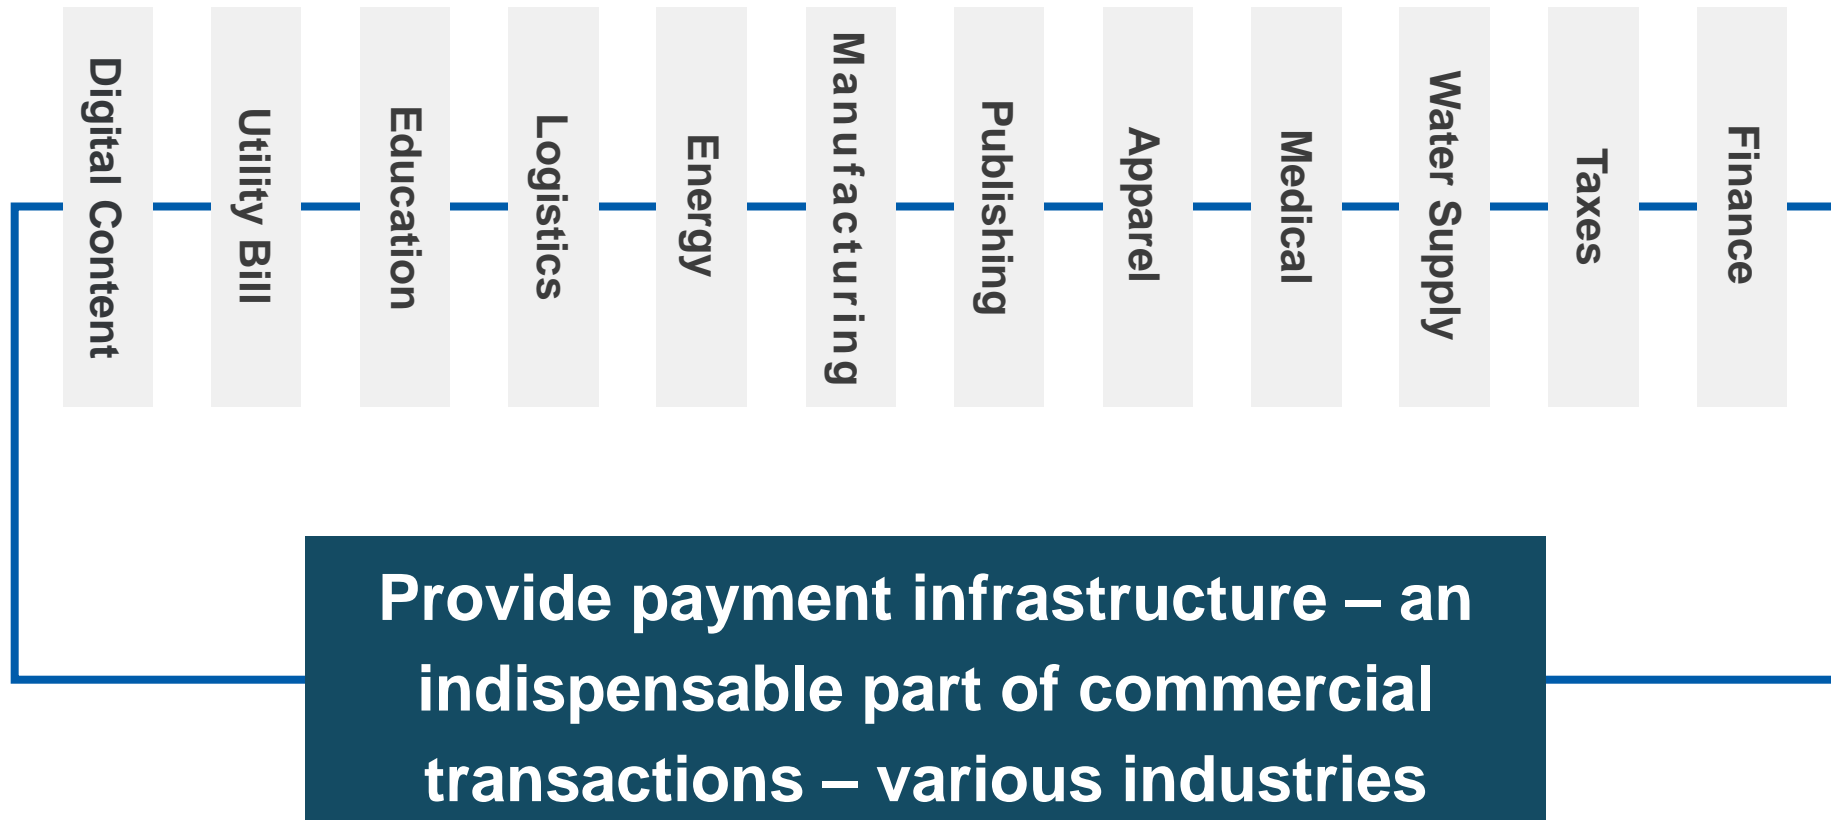 Digital Content
Utility Bill
Education
Logistics
Energy
Manufacturing
Publishing
Apparel
Medical
Water Supply
Taxes
Finance
Provide payment infrastructure – an
indispensable part of commercial
transactions – various industries